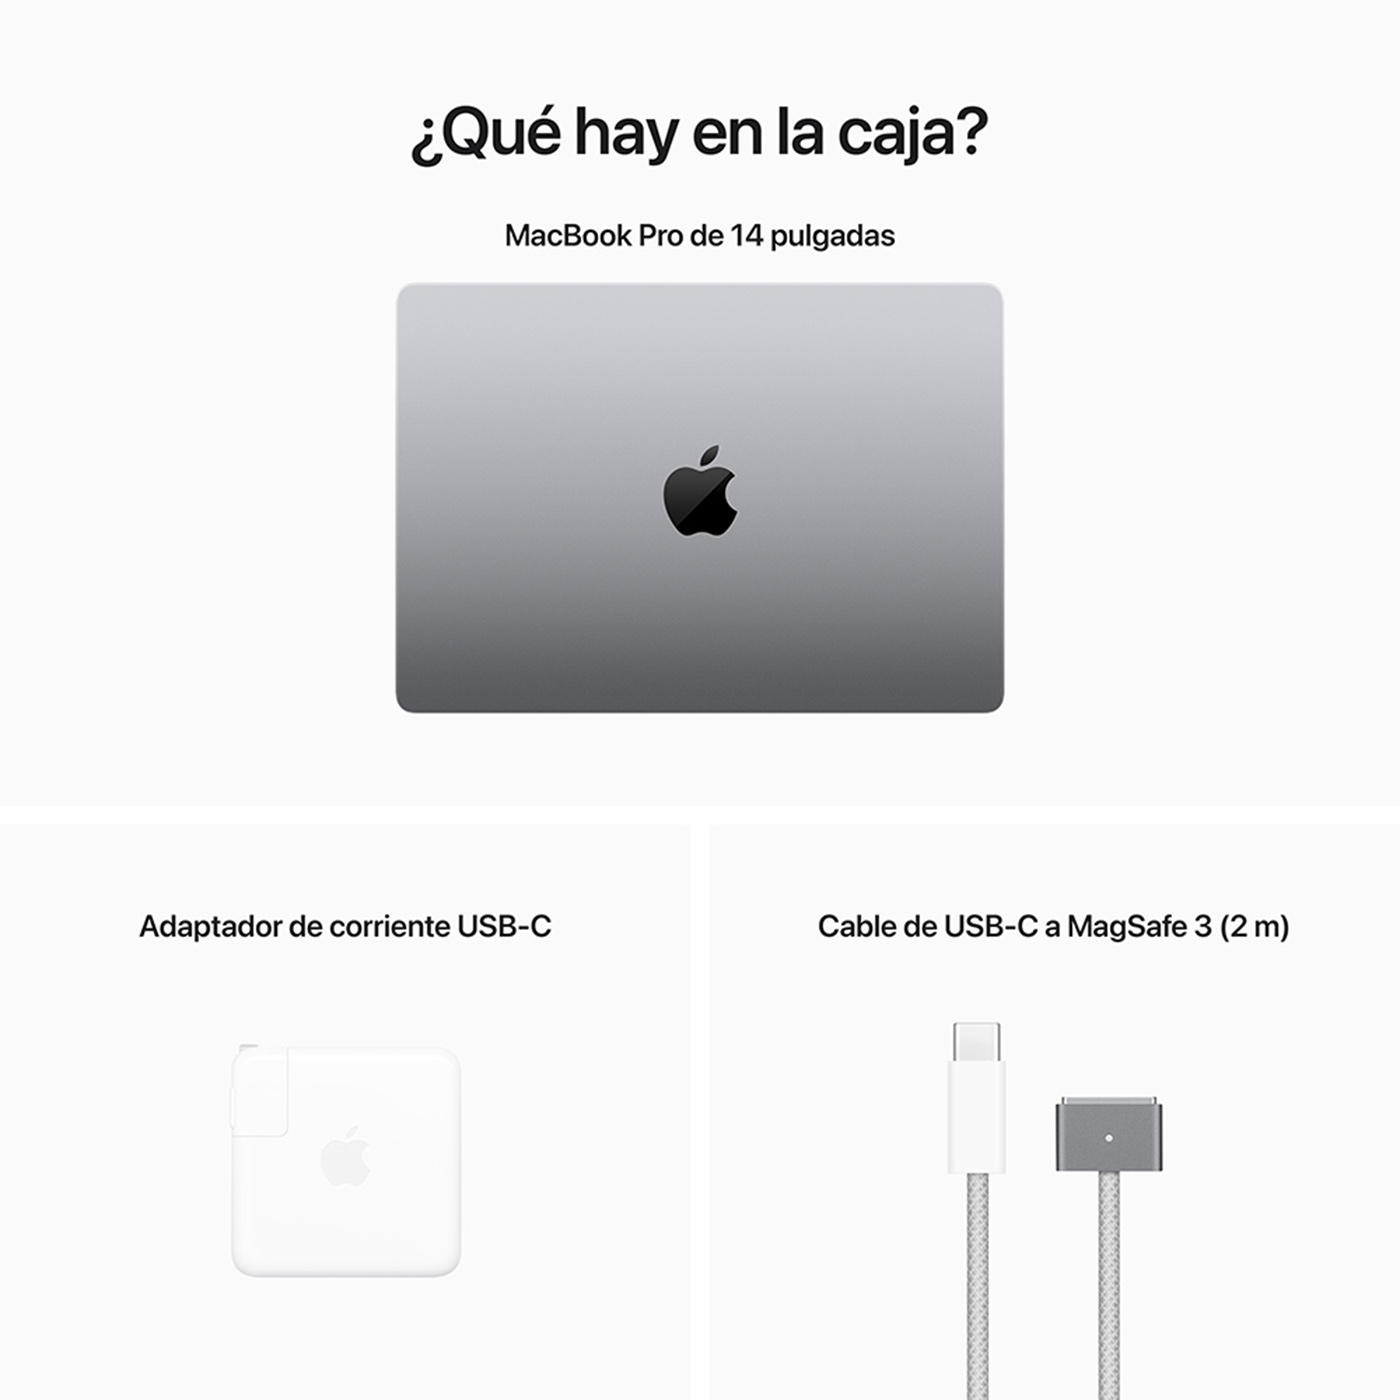 ¿Qué hay en la caja?
MacBook Pro de 14 pulgadas
Adaptador de corriente USB-C
Cable de USB-C a MagSafe 3 (2 m)